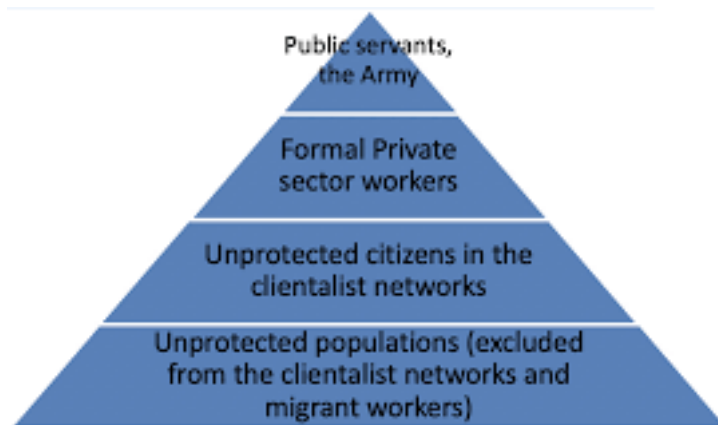 Public servants,
the Army
Formal Private
sector workers
Unprotected citizens in the
clientalist networks
Unprotected populations (excluded
from the clientalist networks and
migrant workers)